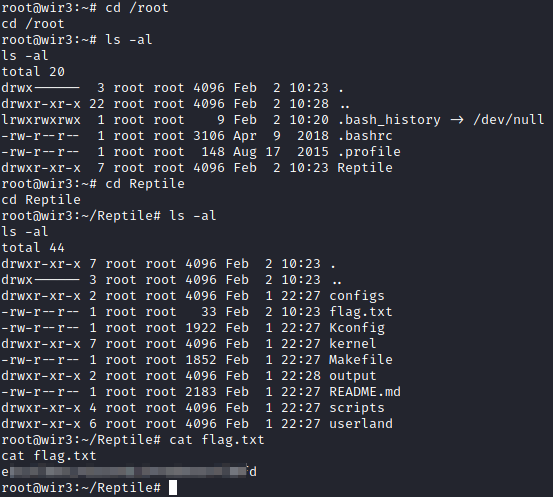 root@wir3:~# cd /root
cd /root
root@wir3:~# ls -al
ls -al
total 20
drwx------  3 root root 4096 Feb  2 10:23 .
drwxr-xr-x 22 root root 4096 Feb  2 10:28 ..
lrwxrwxrwx  1 root root    9 Feb  2 10:20 .bash_history -> /dev/null
-rw-r--r--  1 root root 3106 Apr  9  2018 .bashrc
-rw-r--r--  1 root root  148 Aug 17  2015 .profile
drwxr-xr-x  7 root root 4096 Feb  2 10:23 Reptile
root@wir3:~# cd Reptile
cd Reptile
root@wir3:~/Reptile# ls -al
ls -al
total 44
drwxr-xr-x 7 root root 4096 Feb  2 10:23 .
drwx------ 3 root root 4096 Feb  2 10:23 ..
drwxr-xr-x 2 root root 4096 Feb  1 22:27 configs
-rw-r--r-- 1 root root   33 Feb  2 10:23 flag.txt
-rw-r--r-- 1 root root 1922 Feb  1 22:27 Kconfig
drwxr-xr-x 7 root root 4096 Feb  1 22:27 kernel
-rw-r--r-- 1 root root 1852 Feb  1 22:27 Makefile
drwxr-xr-x 2 root root 4096 Feb  1 22:28 output
-rw-r--r-- 1 root root 2183 Feb  1 22:27 README.md
drwxr-xr-x 4 root root 4096 Feb  1 22:27 scripts
drwxr-xr-x 6 root root 4096 Feb  1 22:27 userland
root@wir3:~/Reptile# cat flag.txt
cat flag.txt
root@wir3:~/Reptile#